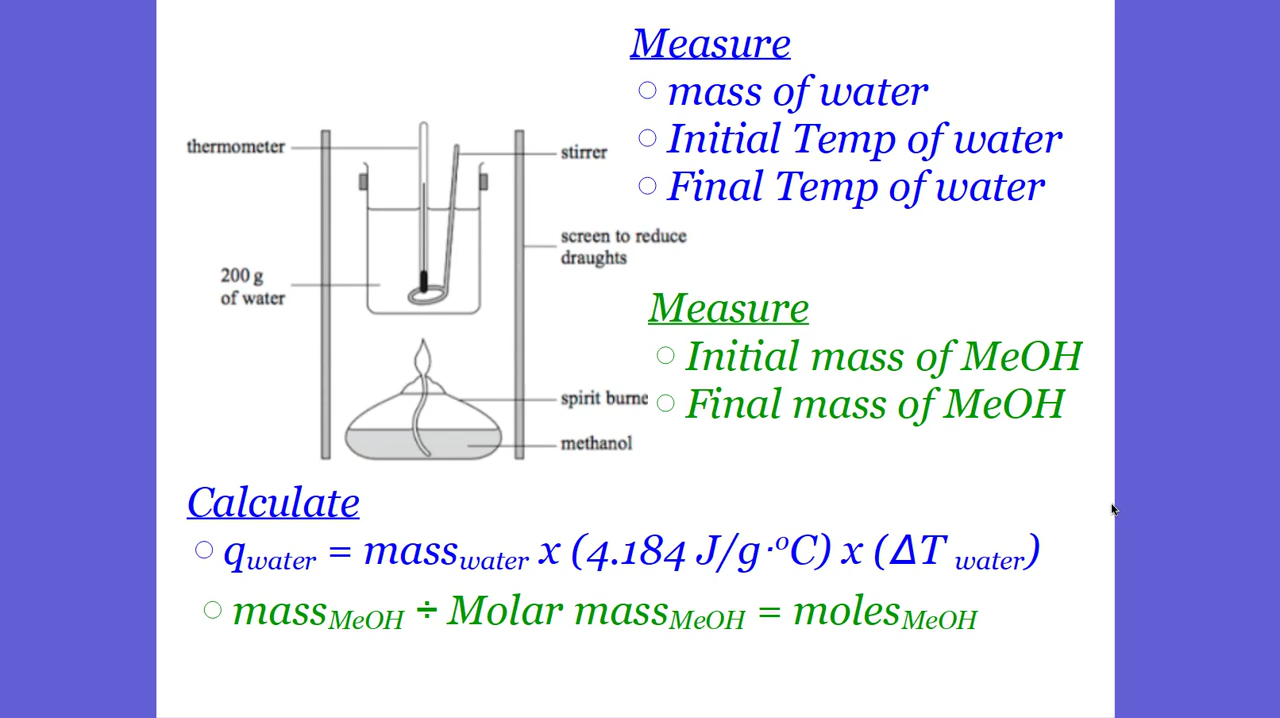 Measure
○ mass of water
○ Initial Temp of water
○ Final Temp of water
thermometer
stirrer
screen to reduce
draughts
200 g
of water
Measure
○ Initial mass of MeOH
○ Final mass of MeOH
spirit burne
methanol
Calculate
○ qwater = masswater x (4.184 J/g·°C) x (ΔT water)
○ massMeOH ÷ Molar massMeOH = molesMeOH